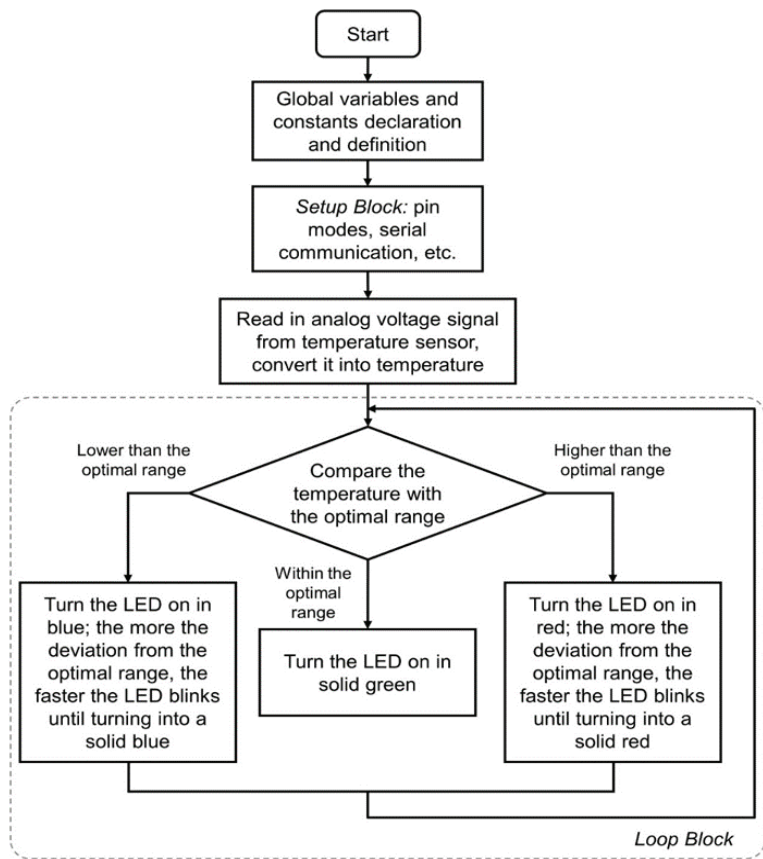 Start
Global variables and
constants declaration
and definition
Setup Block: pin
modes, serial
communication, etc.
Read in analog voltage signal
from temperature sensor,
convert it into temperature
Lower than the
optimal range
Compare the
temperature with
the optimal range
Higher than the
optimal range
Within the
optimal
range
Turn the LED on in
blue; the more the
deviation from the
optimal range, the
faster the LED blinks
until turning into a
solid blue
Turn the LED on in
solid green
Turn the LED on in
red; the more the
deviation from the
optimal range, the
faster the LED blinks
until turning into a
solid red
Loop Block